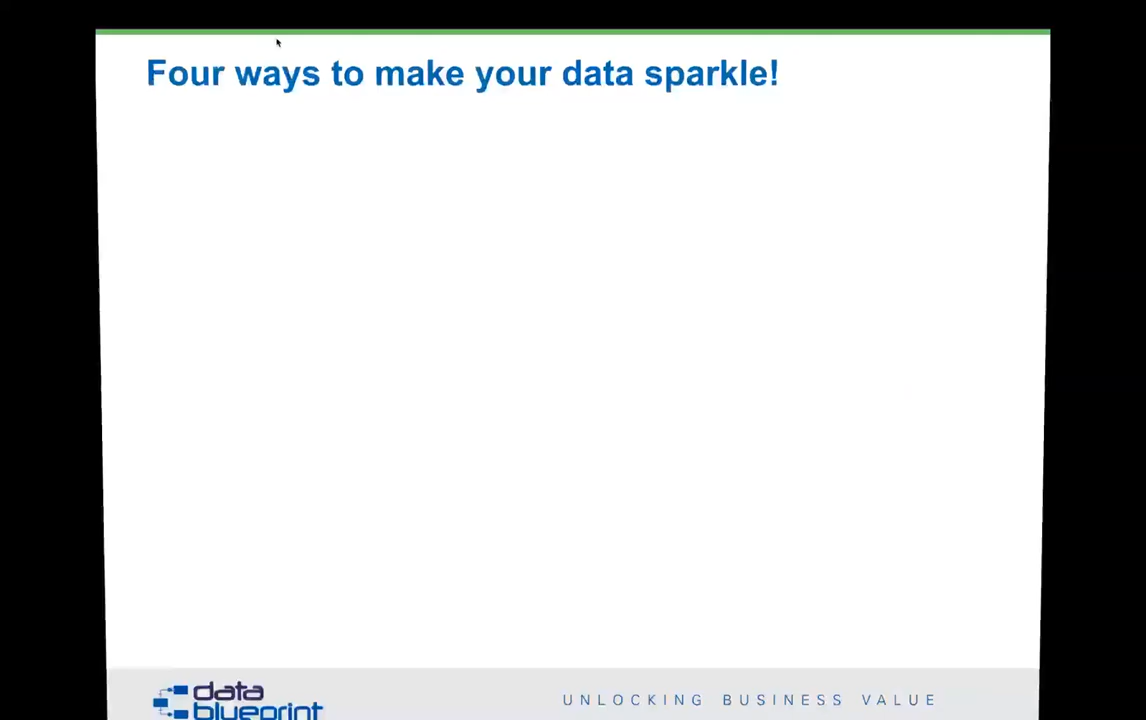 Four ways to make your data sparkle!
data
blueprint
UNLOCKING BUSINESS VALUE